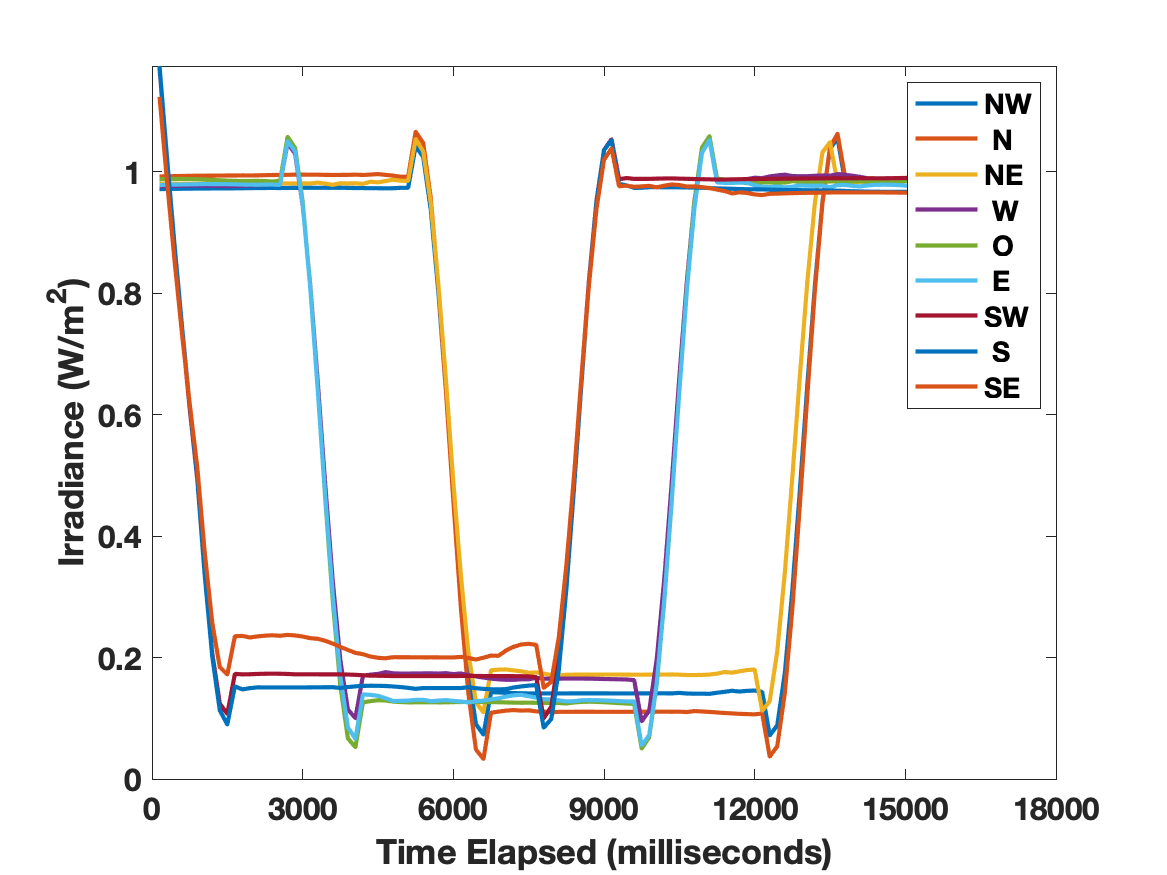 Irradiance (W/m²)
1
0.8
0.6
0.4
0.2
0
0 3000 6000 9000 12000 15000 18000
Time Elapsed (milliseconds)
NW
N
NE
W
O
E
SW
S
SE